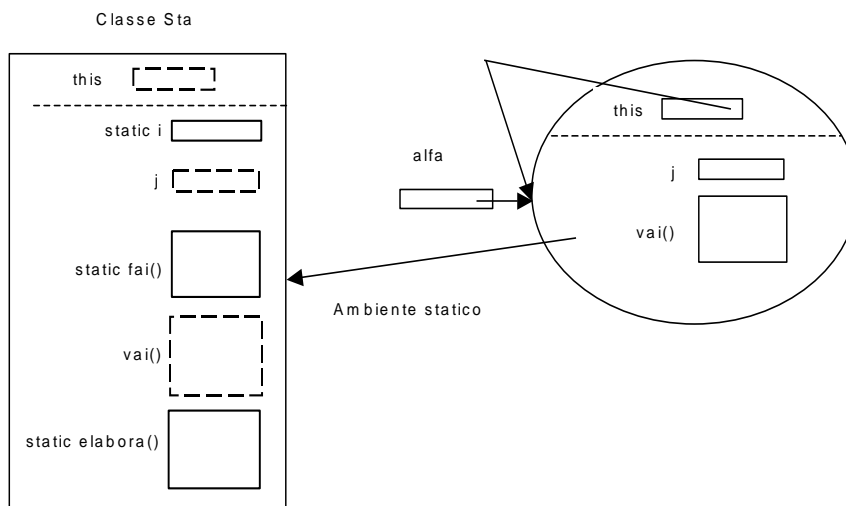 Classe Sta
this
static i
j
static fai()
vai()
static elabora()
alfa
Ambiente statico
this
j
vai()